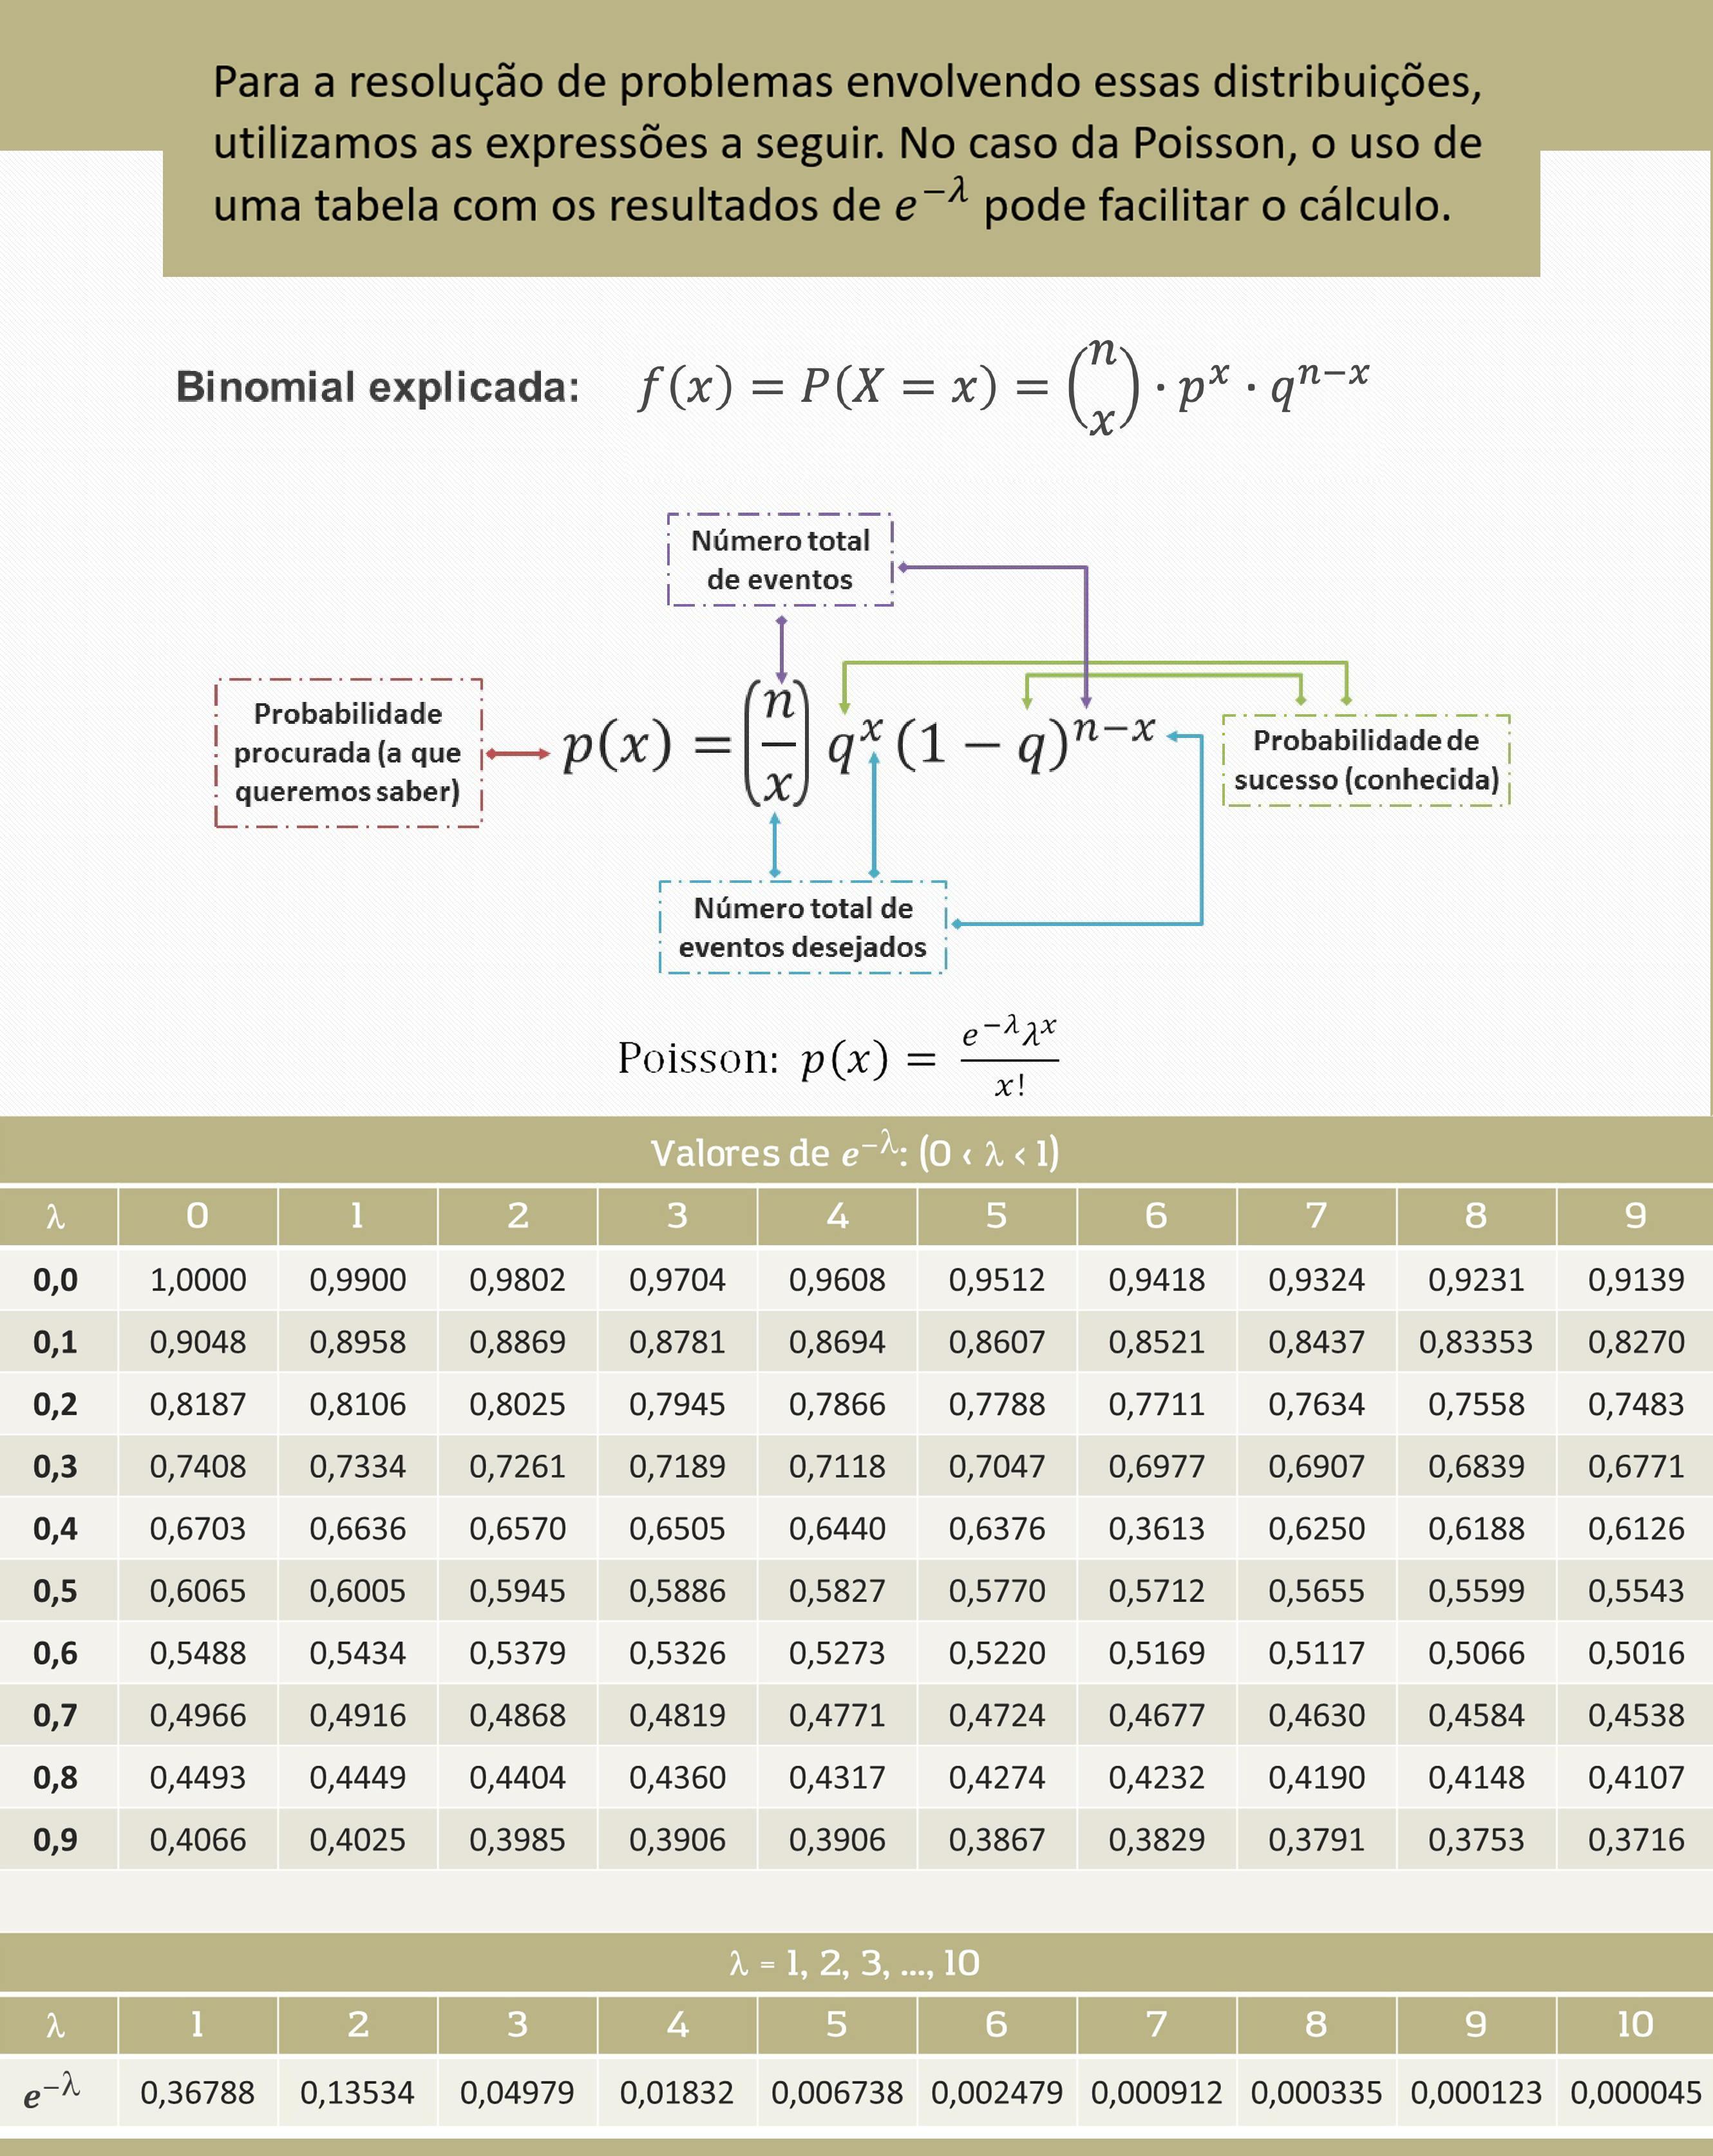 Para a resolução de problemas envolvendo essas distribuições,
utilizamos as expressões a seguir. No caso da Poisson, o uso de
uma tabela com os resultados de e^{−λ} pode facilitar o cálculo.
Binomial explicada: f(x) = P(X = x) = (n x) · p^x · q^{n−x}
Número total
de eventos
Probabilidade
procurada (a que
queremos saber)
p(x) = (n/x) q^x (1 − q)^{n−x}
Probabilidade de
sucesso (conhecida)
Número total de
eventos desejados
Poisson: p(x) = e^{−λ}λ^x / x!
Valores de e^{−λ}: (0 ‹ λ ‹ 1)
λ 0 1 2 3 4 5 6 7 8 9
0,0 1,0000 0,9900 0,9802 0,9704 0,9608 0,9512 0,9418 0,9324 0,9231 0,9139
0,1 0,9048 0,8958 0,8869 0,8781 0,8694 0,8607 0,8521 0,8437 0,83353 0,8270
0,2 0,8187 0,8106 0,8025 0,7945 0,7866 0,7788 0,7711 0,7634 0,7558 0,7483
0,3 0,7408 0,7334 0,7261 0,7189 0,7118 0,7047 0,6977 0,6907 0,6839 0,6771
0,4 0,6703 0,6636 0,6570 0,6505 0,6440 0,6376 0,3613 0,6250 0,6188 0,6126
0,5 0,6065 0,6005 0,5945 0,5886 0,5827 0,5770 0,5712 0,5655 0,5599 0,5543
0,6 0,5488 0,5434 0,5379 0,5326 0,5273 0,5220 0,5169 0,5117 0,5066 0,5016
0,7 0,4966 0,4916 0,4868 0,4819 0,4771 0,4724 0,4677 0,4630 0,4584 0,4538
0,8 0,4493 0,4449 0,4404 0,4360 0,4317 0,4274 0,4232 0,4190 0,4148 0,4107
0,9 0,4066 0,4025 0,3985 0,3906 0,3906 0,3867 0,3829 0,3791 0,3753 0,3716
λ = 1, 2, 3, ..., 10
λ 1 2 3 4 5 6 7 8 9 10
e^{−λ} 0,36788 0,13534 0,04979 0,01832 0,006738 0,002479 0,000912 0,000335 0,000123 0,000045